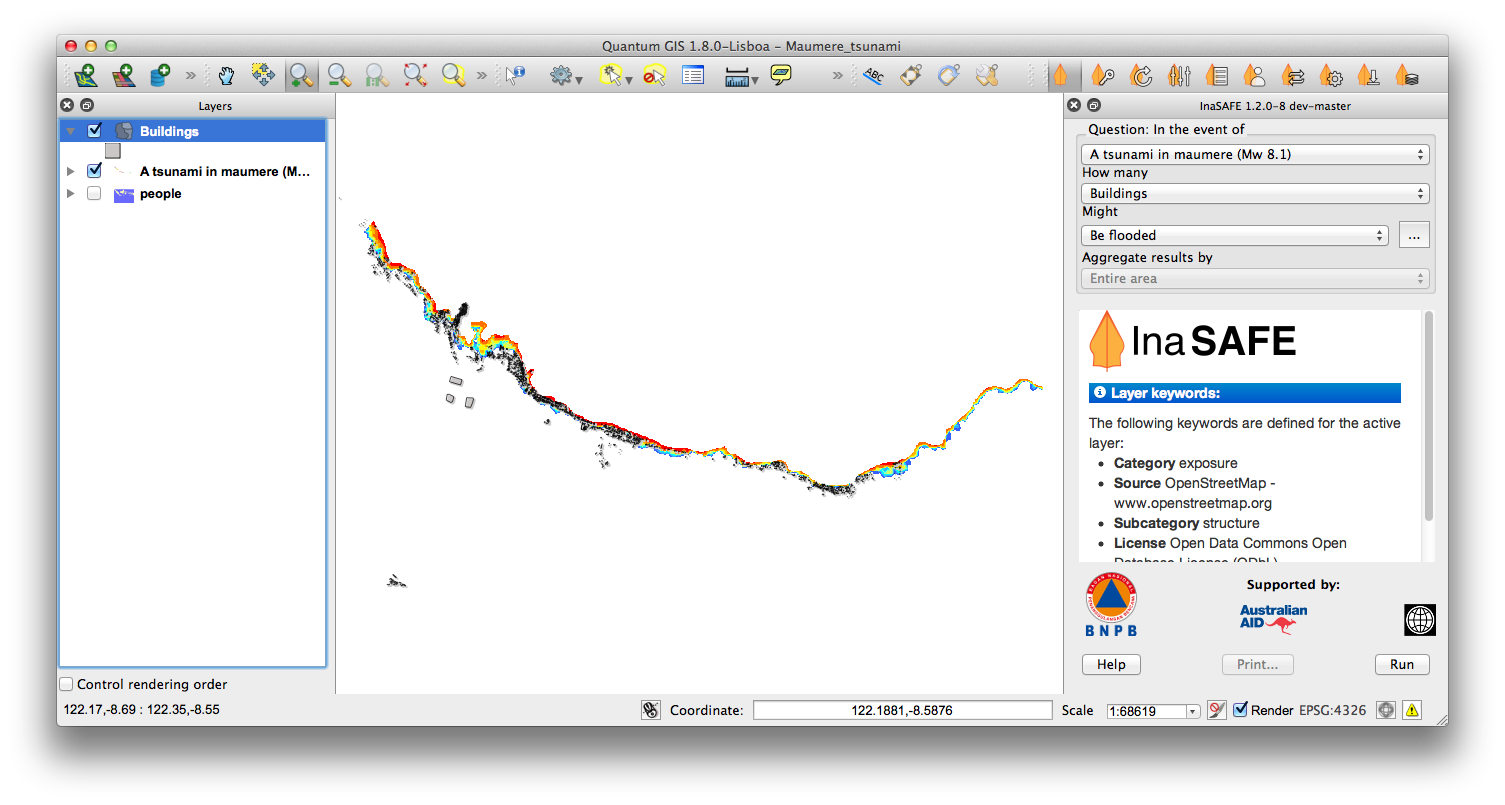 Quantum GIS 1.8.0-Lisboa - Maumere_tsunami
ABC
Layers
Buildings
A tsunami in maumere (M...
people
Control rendering order
InaSAFE 1.2.0-8 dev-master
Question: In the event of
A tsunami in maumere (Mw 8.1)
How many
Buildings
Might
Be flooded
...
Aggregate results by
Entire area
InaSAFE
Layer keywords:
The following keywords are defined for the active
layer:
• Category exposure
• Source OpenStreetMap -
www.openstreetmap.org
• Subcategory structure
• License Open Data Commons Open
Database License (ODbL)
BNPB
Supported by:
Australian
AID
Help
Print...
Run
122.17,-8.69 : 122.35,-8.55
Coordinate:
122.1881,-8.5876
Scale
1:68619
Render
EPSG:4326